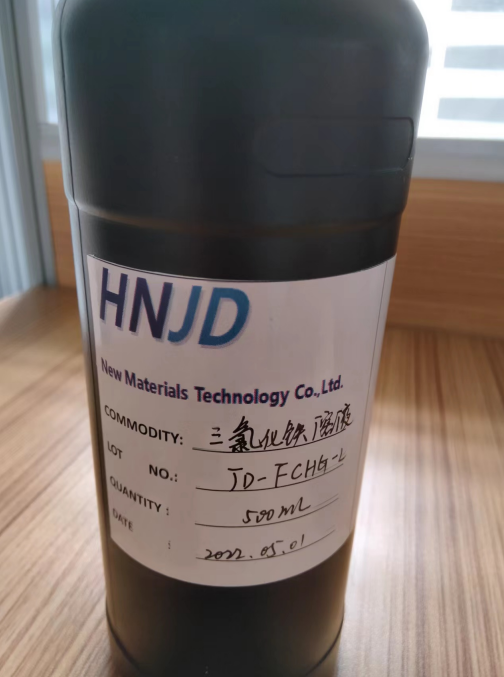 HNJD
New Materials Technology Co.,Ltd.
COMMODITY: 三氯化铁溶液
LOT NO.: JD-FCHG-L
QUANTITY: 500ml
DATE : 2022.05.01